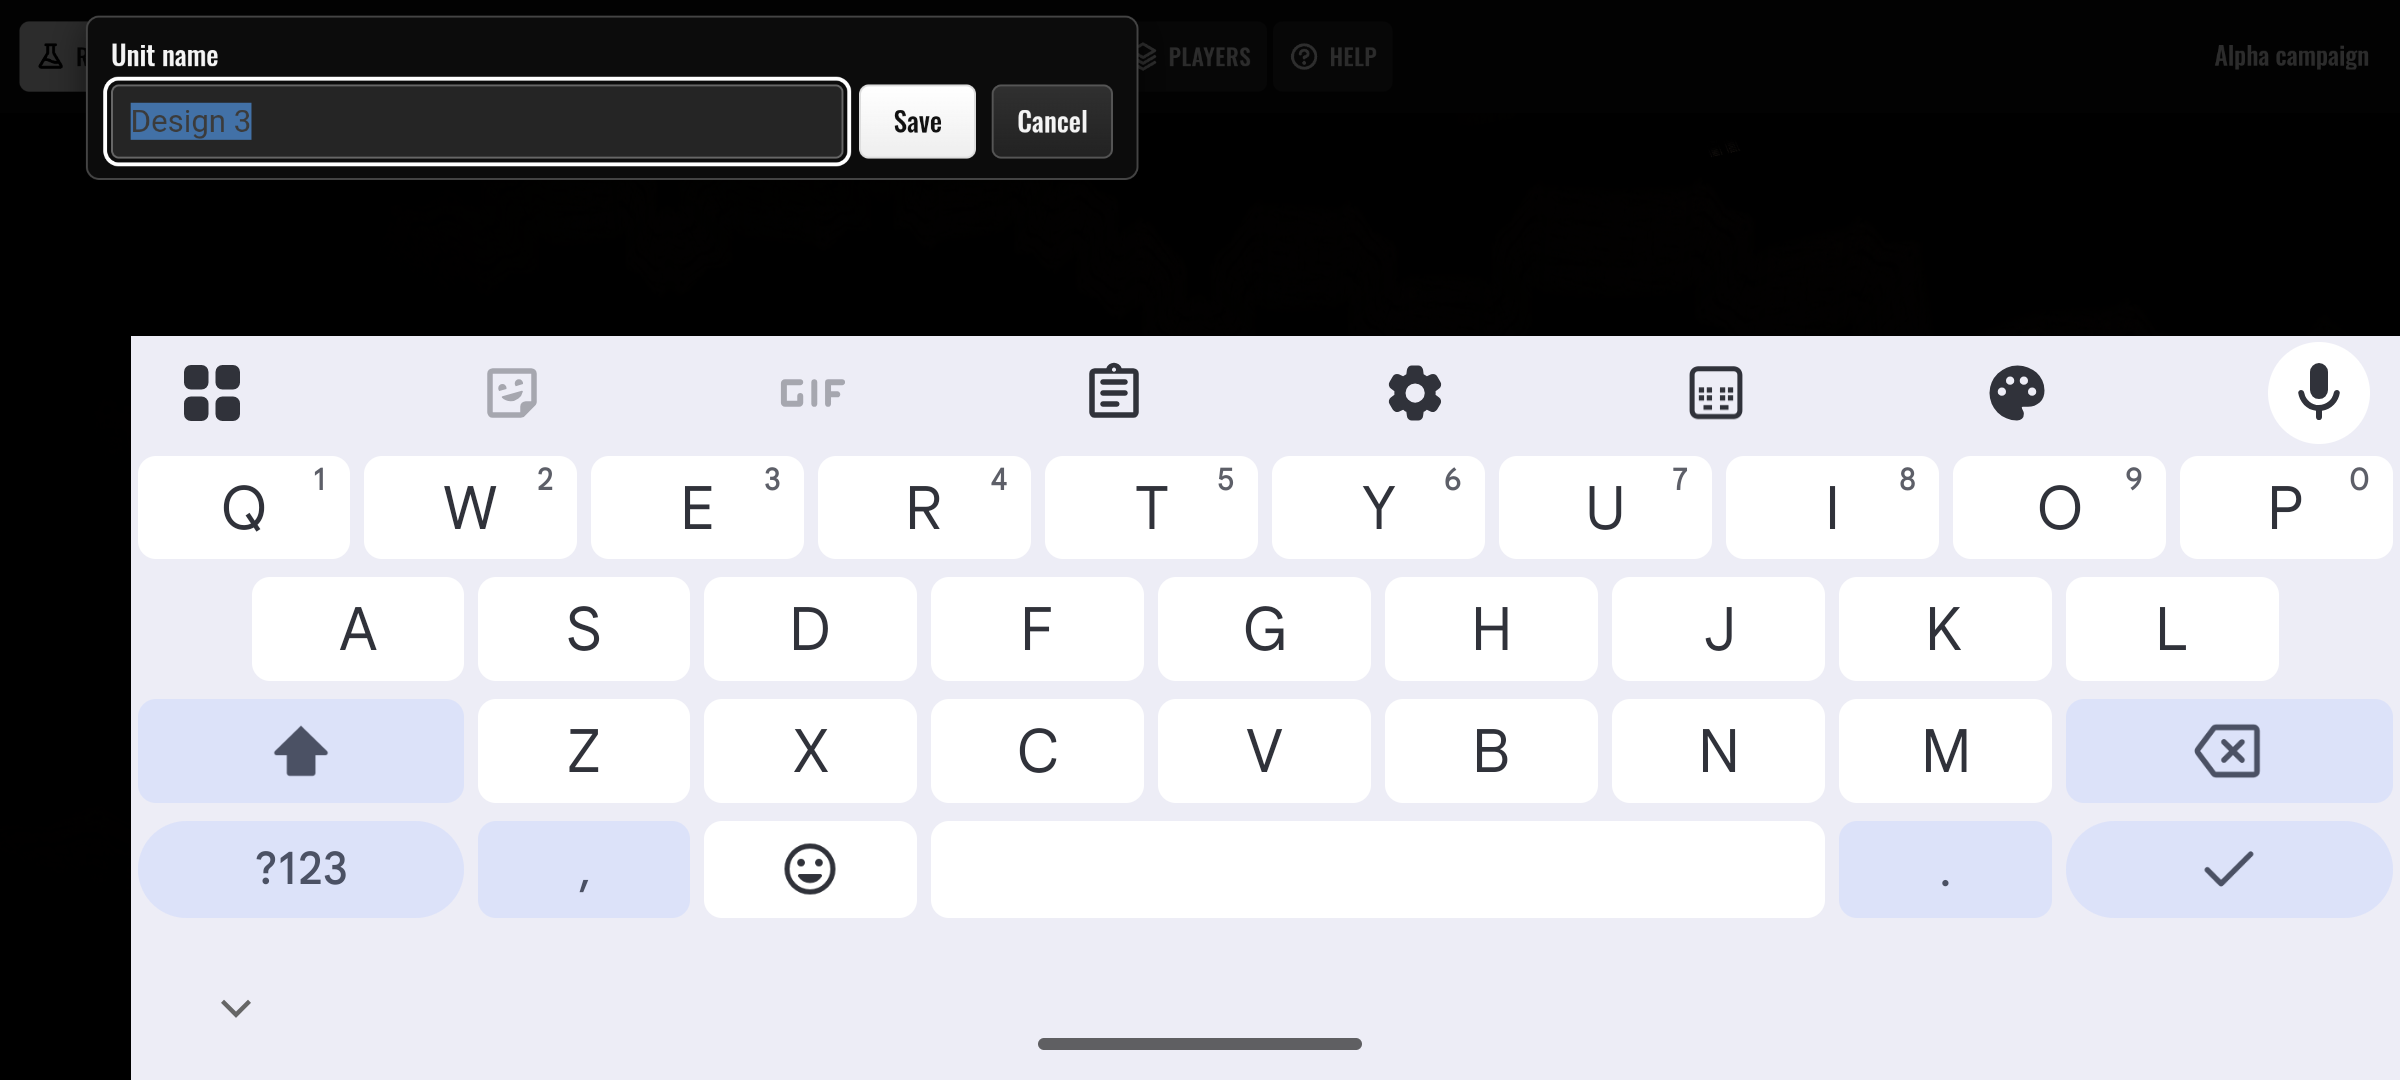 R
PLAYERS
HELP
Alpha campaign
Unit name
Design 3
Save
Cancel
GIF
Q 1 W 2 E 3 R 4 T 5 Y 6 U 7 I 8 O 9 P 0
A S D F G H J K L
Z X C V B N M
?123 , .